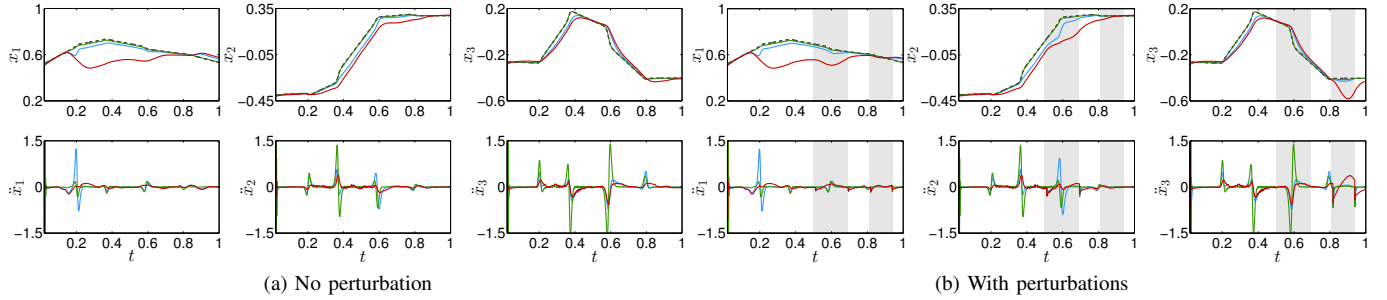 1 0.6 0.2 x₁ 0.2 0.4 0.6 0.8 1
0.35 −0.05 −0.45 x₂ 0.2 0.4 0.6 0.8 1
1 0.2 −0.6 x₃ 0.2 0.4 0.6 0.8 1
1 0.6 0.2 x₁ 0.2 0.4 0.6 0.8 1
0.35 −0.05 −0.45 x₂ 0.2 0.4 0.6 0.8 1
1 0.2 −0.6 x₃ 0.2 0.4 0.6 0.8 1
1.5 0 −1.5 ẍ₁ 0.2 0.4 0.6 0.8 1 t
1.5 0 −1.5 ẍ₂ 0.2 0.4 0.6 0.8 1 t
1.5 0 −1.5 ẍ₃ 0.2 0.4 0.6 0.8 1 t
1.5 0 −1.5 ẍ₁ 0.2 0.4 0.6 0.8 1 t
1.5 0 −1.5 ẍ₂ 0.2 0.4 0.6 0.8 1 t
1.5 0 −1.5 ẍ₃ 0.2 0.4 0.6 0.8 1 t
(a) No perturbation
(b) With perturbations